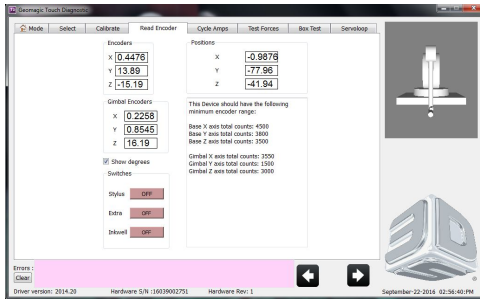 Geomagic Touch Diagnostic
Mode Select Calibrate Read Encoder Cycle Amps Test Forces Box Test Servoloop
Encoders
X 0.4476
Y 13.89
Z -15.19
Positions
X -0.9876
Y -77.96
Z -41.94
Gimbal Encoders
X 0.2258
Y 0.8545
Z 16.19
This Device should have the following
minimum encoder range:
Base X axis total counts: 4500
Base Y axis total counts: 3800
Base Z axis total counts: 3500
Gimbal X axis total counts: 3550
Gimbal Y axis total counts: 1500
Gimbal Z axis total counts: 3000
Show degrees
Switches
Stylus OFF
Extra OFF
Inkwell OFF
Errors :
Clear
Driver version: 2014.20 Hardware S/N :16039002751 Hardware Rev: 1 September-22-2016 02:56:40:PM